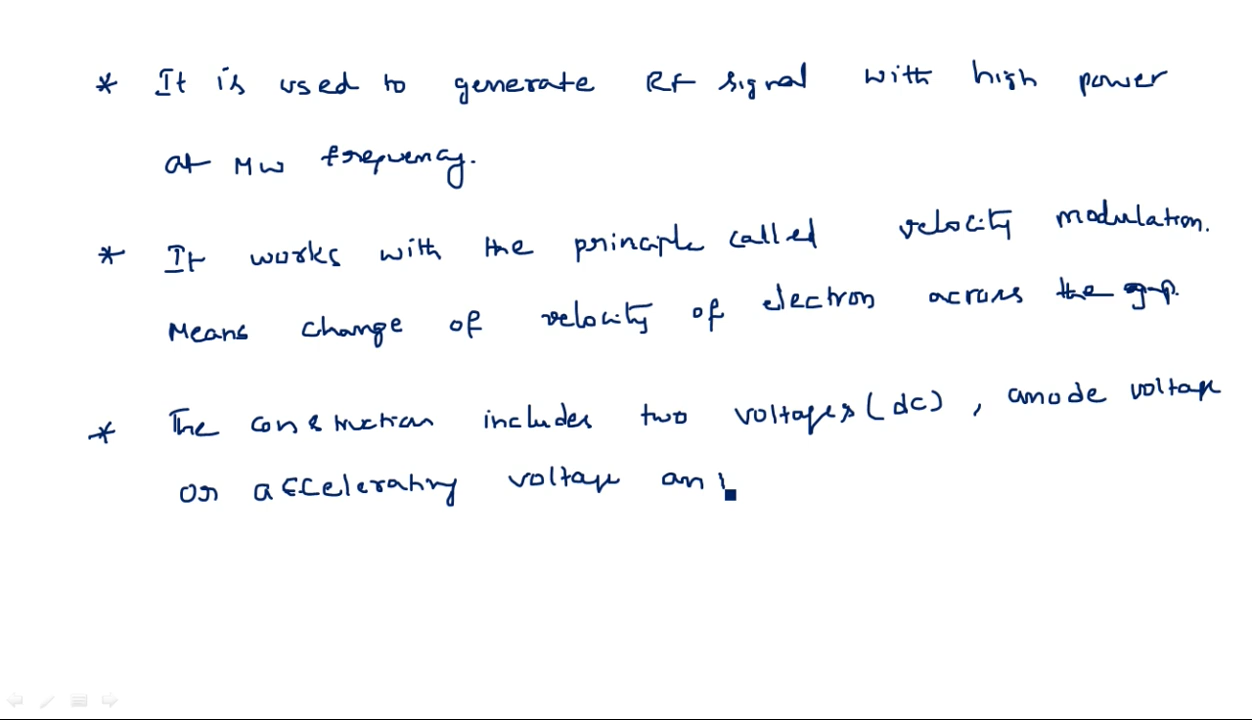 * It is used to generate RF signal with high power
at MW frequency.
* It works with the principle called velocity modulation.
Means change of velocity of electron across the gap.
* The construction includes two voltages (dc), anode voltage
or accelerating voltage an